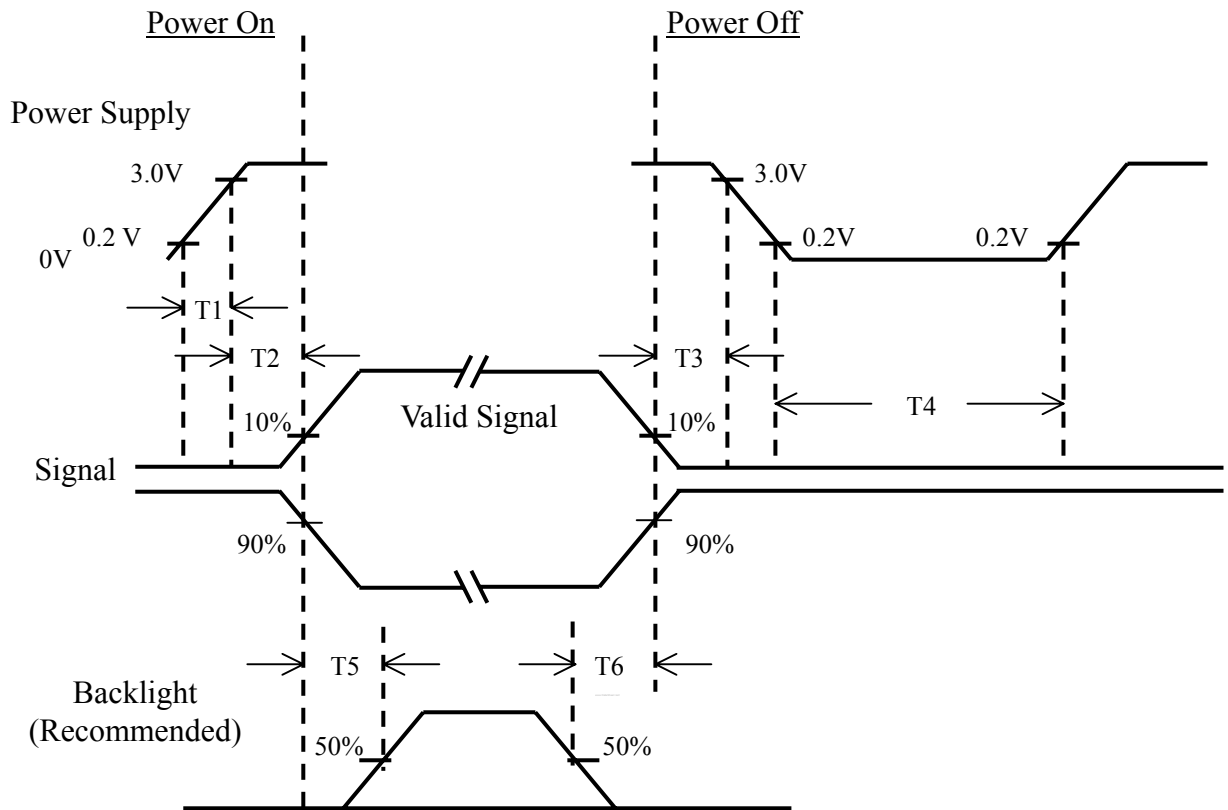 Power On
Power Off
Power Supply
3.0V
3.0V
0.2 V
0V
0.2V
0.2V
T1
T2
T3
T4
10%
Valid Signal
10%
Signal
90%
90%
T5
T6
Backlight
(Recommended)
50%
50%